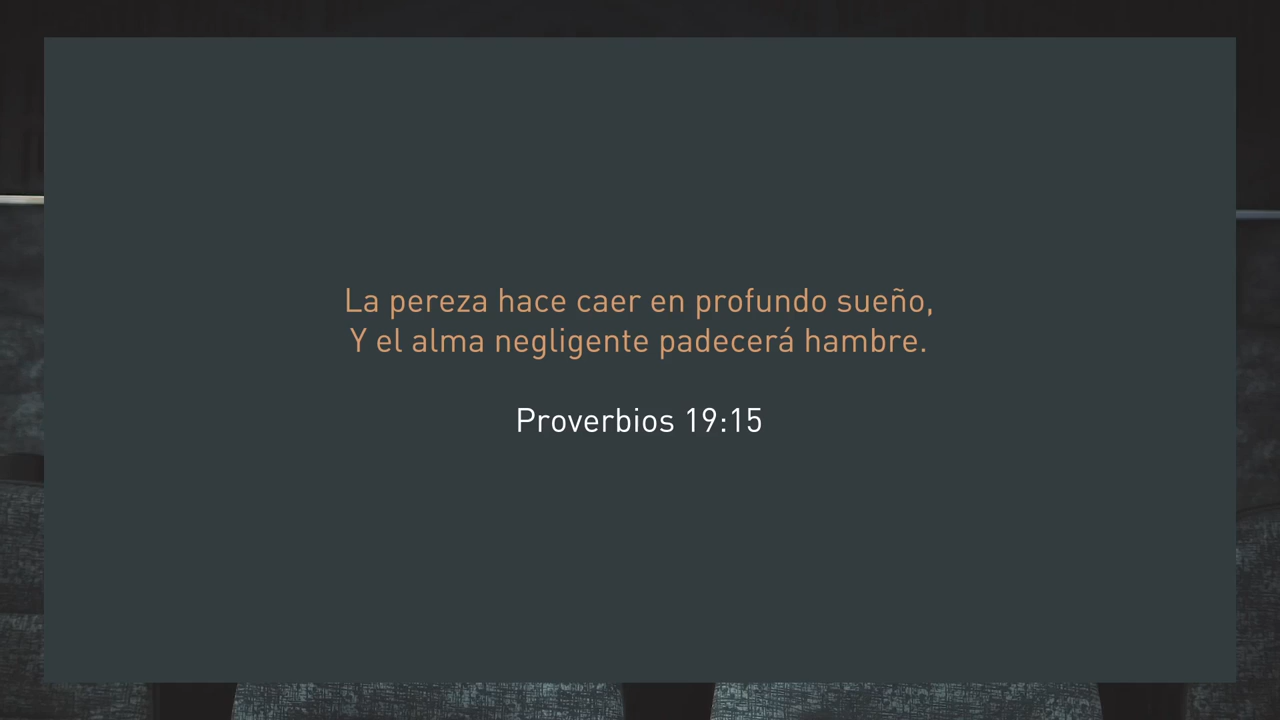 La pereza hace caer en profundo sueño,
Y el alma negligente padecerá hambre.
Proverbios 19:15